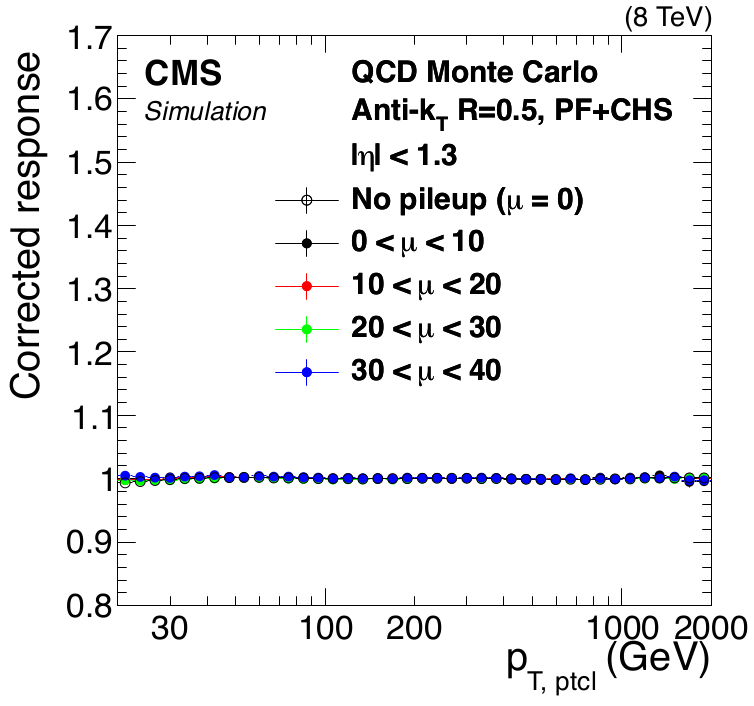 (8 TeV)
Corrected response
1.7
1.6
1.5
1.4
1.3
1.2
1.1
1
0.9
0.8
CMS
Simulation
QCD Monte Carlo
Anti-k_T R=0.5, PF+CHS
|η| < 1.3
No pileup (μ = 0)
0 < μ < 10
10 < μ < 20
20 < μ < 30
30 < μ < 40
30 100 200 1000 2000
p_T, ptcl (GeV)